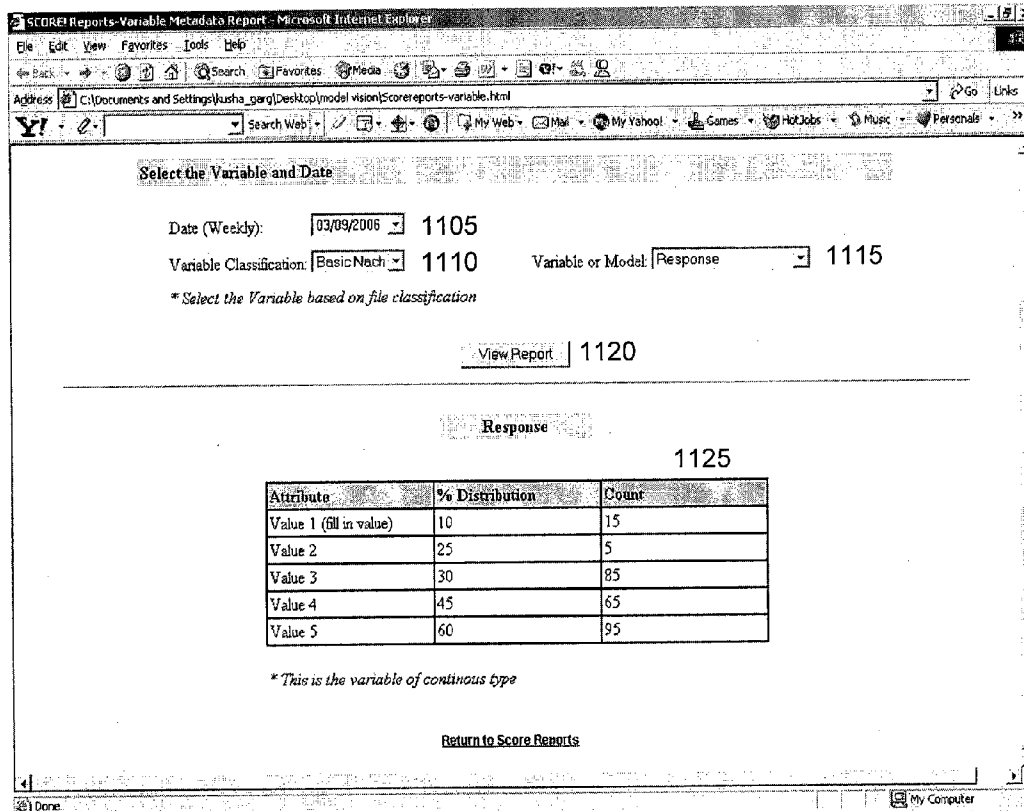 SCORE! Reports-Variable Metadata Report - Microsoft Internet Explorer
File Edit View Favorites Tools Help
Back Search Favorites Media
Address C:\Documents and Settings\kusha_garg\Desktop\model vision\Scorereports-variable.html Go Links
Y! Search Web My Web Mail My Yahoo! Games HotJobs Music Personals »
Select the Variable and Date
Date (Weekly): 03/09/2006 1105
Variable Classification: BasicNach 1110 Variable or Model: Response 1115
* Select the Variable based on file classification
View Report 1120
Response
1125
Attribute % Distribution Count
Value 1 (fill in value) 10 15
Value 2 25 5
Value 3 30 85
Value 4 45 65
Value 5 60 95
* This is the variable of continous type
Return to Score Reports
Done My Computer